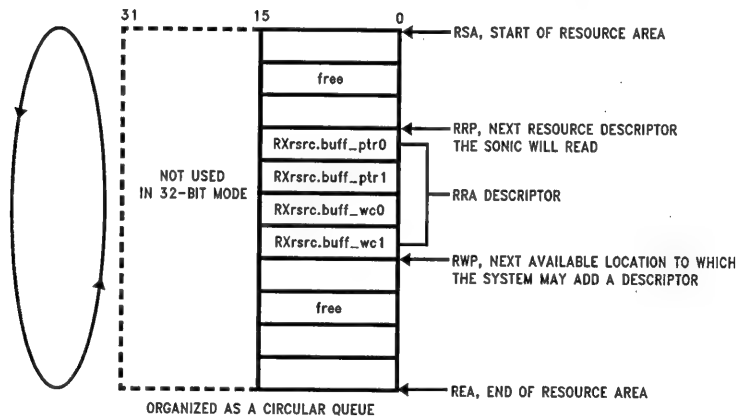 31 15 0
RSA, START OF RESOURCE AREA
free
RRP, NEXT RESOURCE DESCRIPTOR
THE SONIC WILL READ
RXrsrc.buff_ptr0
RXrsrc.buff_ptr1
RXrsrc.buff_wc0
RXrsrc.buff_wc1
NOT USED
IN 32-BIT MODE
RRA DESCRIPTOR
RWP, NEXT AVAILABLE LOCATION TO WHICH
THE SYSTEM MAY ADD A DESCRIPTOR
free
REA, END OF RESOURCE AREA
ORGANIZED AS A CIRCULAR QUEUE